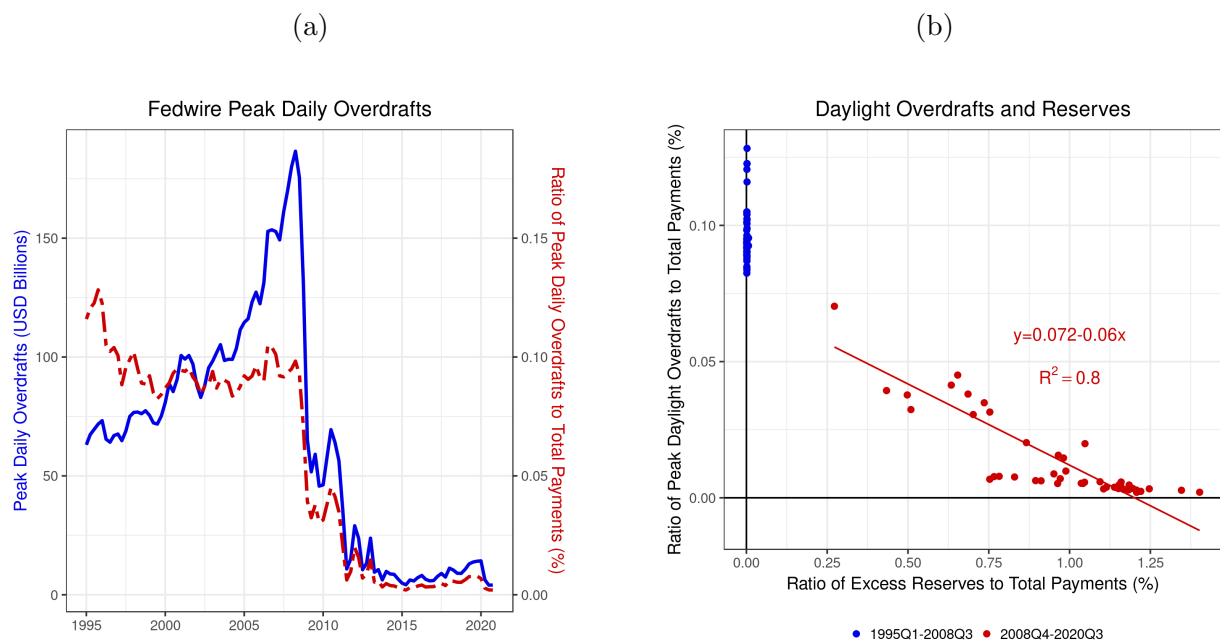 (a)
Fedwire Peak Daily Overdrafts
Peak Daily Overdrafts (USD Billions)
150
100
50
0
0.15
0.10
0.05
0.00
Ratio of Peak Daily Overdrafts to Total Payments (%)
1995
2000
2005
2010
2015
2020
(b)
Daylight Overdrafts and Reserves
Ratio of Peak Daylight Overdrafts to Total Payments (%)
0.10
0.05
0.00
y=0.072-0.06x
R² = 0.8
0.00
0.25
0.50
0.75
1.00
1.25
Ratio of Excess Reserves to Total Payments (%)
1995Q1-2008Q3
2008Q4-2020Q3